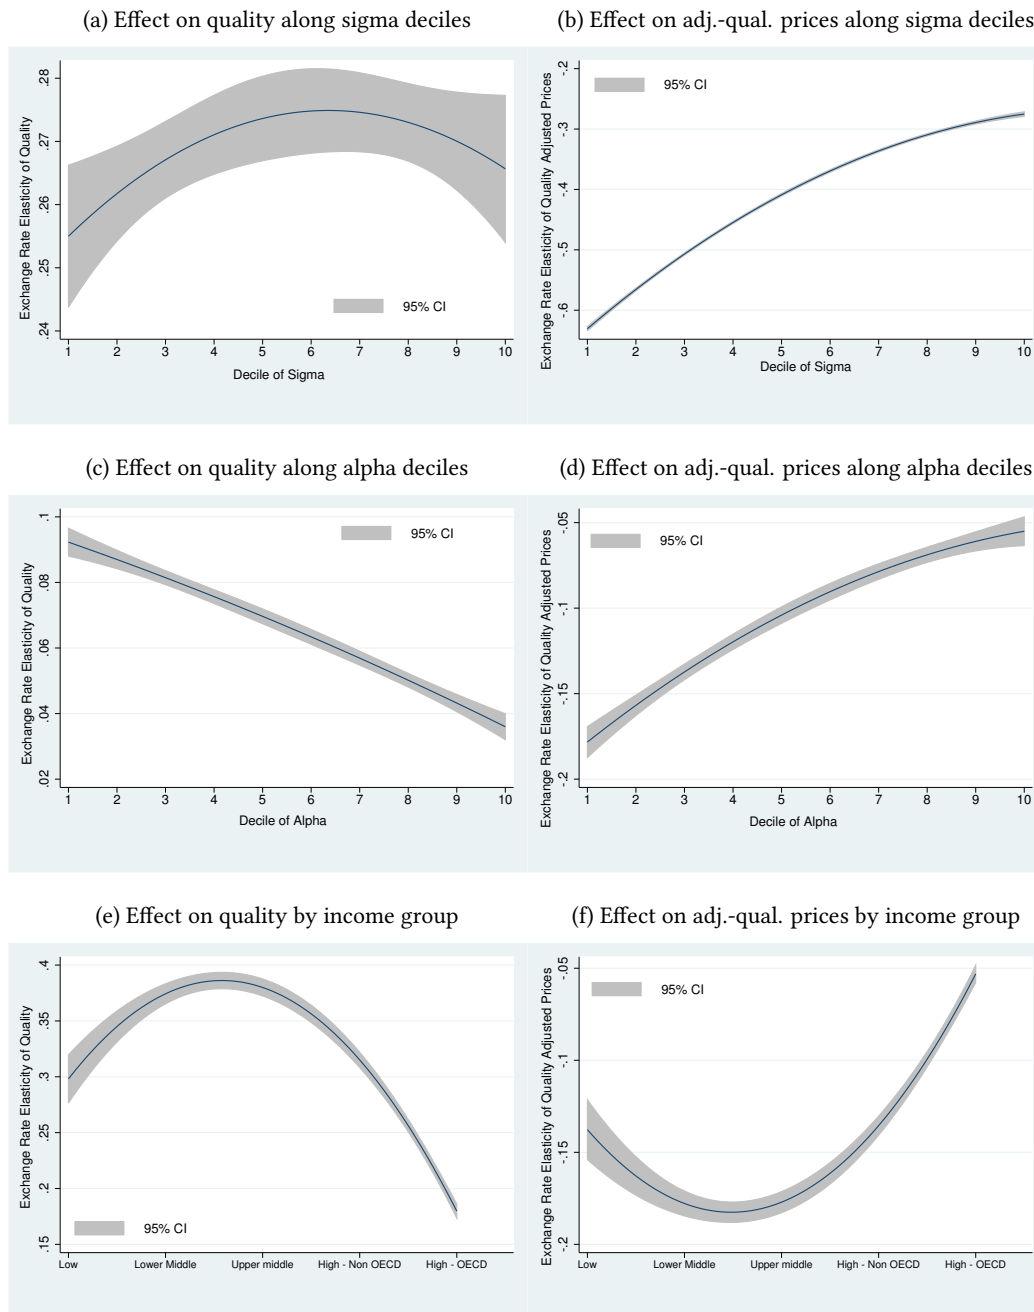 (a) Effect on quality along sigma deciles
Exchange Rate Elasticity of Quality
.28
.27
.26
.25
.24
95% CI
1 2 3 4 5 6 7 8 9 10
Decile of Sigma
(b) Effect on adj.-qual. prices along sigma deciles
Exchange Rate Elasticity of Quality Adjusted Prices
-.2
-.3
-.4
-.5
-.6
95% CI
1 2 3 4 5 6 7 8 9 10
Decile of Sigma
(c) Effect on quality along alpha deciles
Exchange Rate Elasticity of Quality
.1
.08
.06
.04
.02
95% CI
1 2 3 4 5 6 7 8 9 10
Decile of Alpha
(d) Effect on adj.-qual. prices along alpha deciles
Exchange Rate Elasticity of Quality Adjusted Prices
-.05
-.1
-.15
-.2
95% CI
1 2 3 4 5 6 7 8 9 10
Decile of Alpha
(e) Effect on quality by income group
Exchange Rate Elasticity of Quality
.4
.35
.3
.25
.2
.15
95% CI
Low Lower Middle Upper middle High - Non OECD High - OECD
(f) Effect on adj.-qual. prices by income group
Exchange Rate Elasticity of Quality Adjusted Prices
-.05
-.1
-.15
-.2
95% CI
Low Lower Middle Upper middle High - Non OECD High - OECD